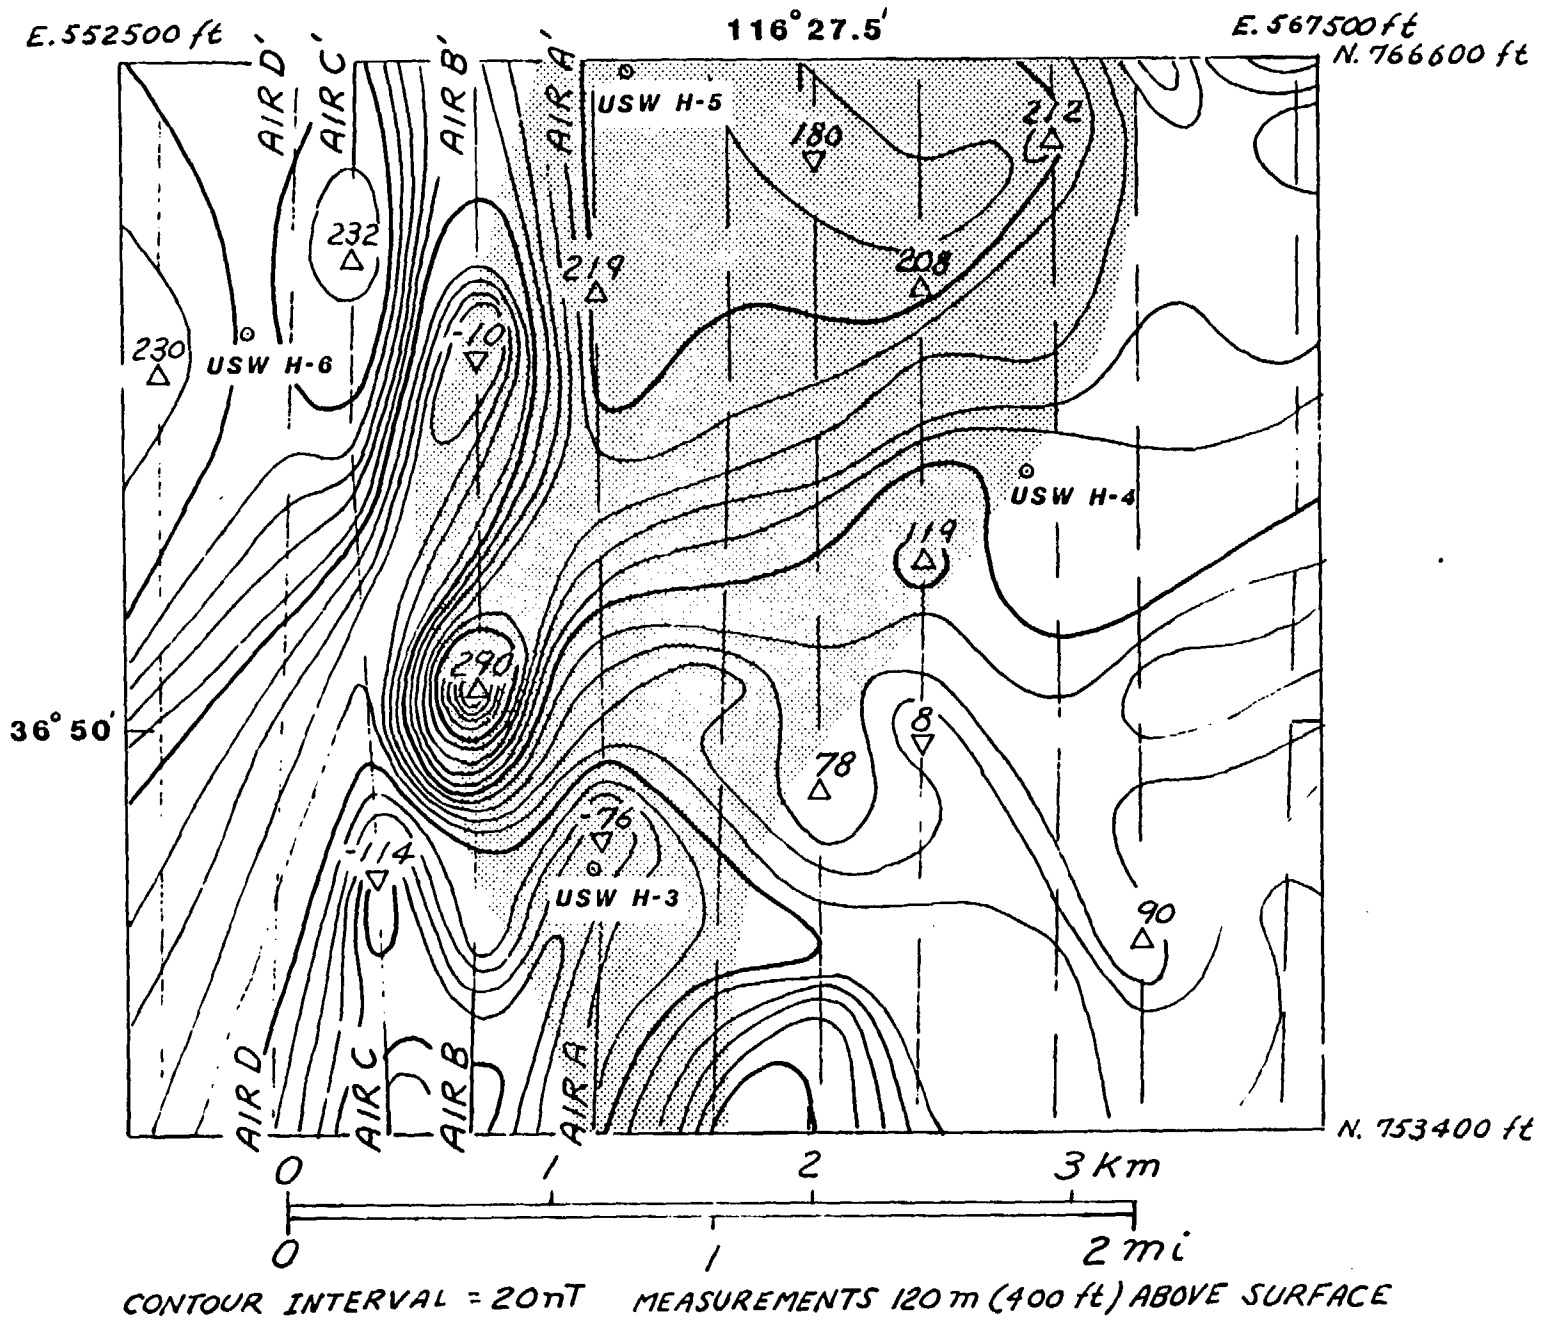 E. 552500 ft
116° 27.5'
E. 567500 ft
N. 766600 ft
AIR D'
AIR C'
AIR B'
AIR A'
USW H-5
180
212
232
219
208
-10
230
USW H-6
USW H-4
119
290
36° 50'
8
78
-76
-114
USW H-3
90
AIR D
AIR C
AIR B
AIR A
N. 753400 ft
0 1 2 3 Km
0 1 2 mi
CONTOUR INTERVAL = 20nT MEASUREMENTS 120 m (400 ft) ABOVE SURFACE